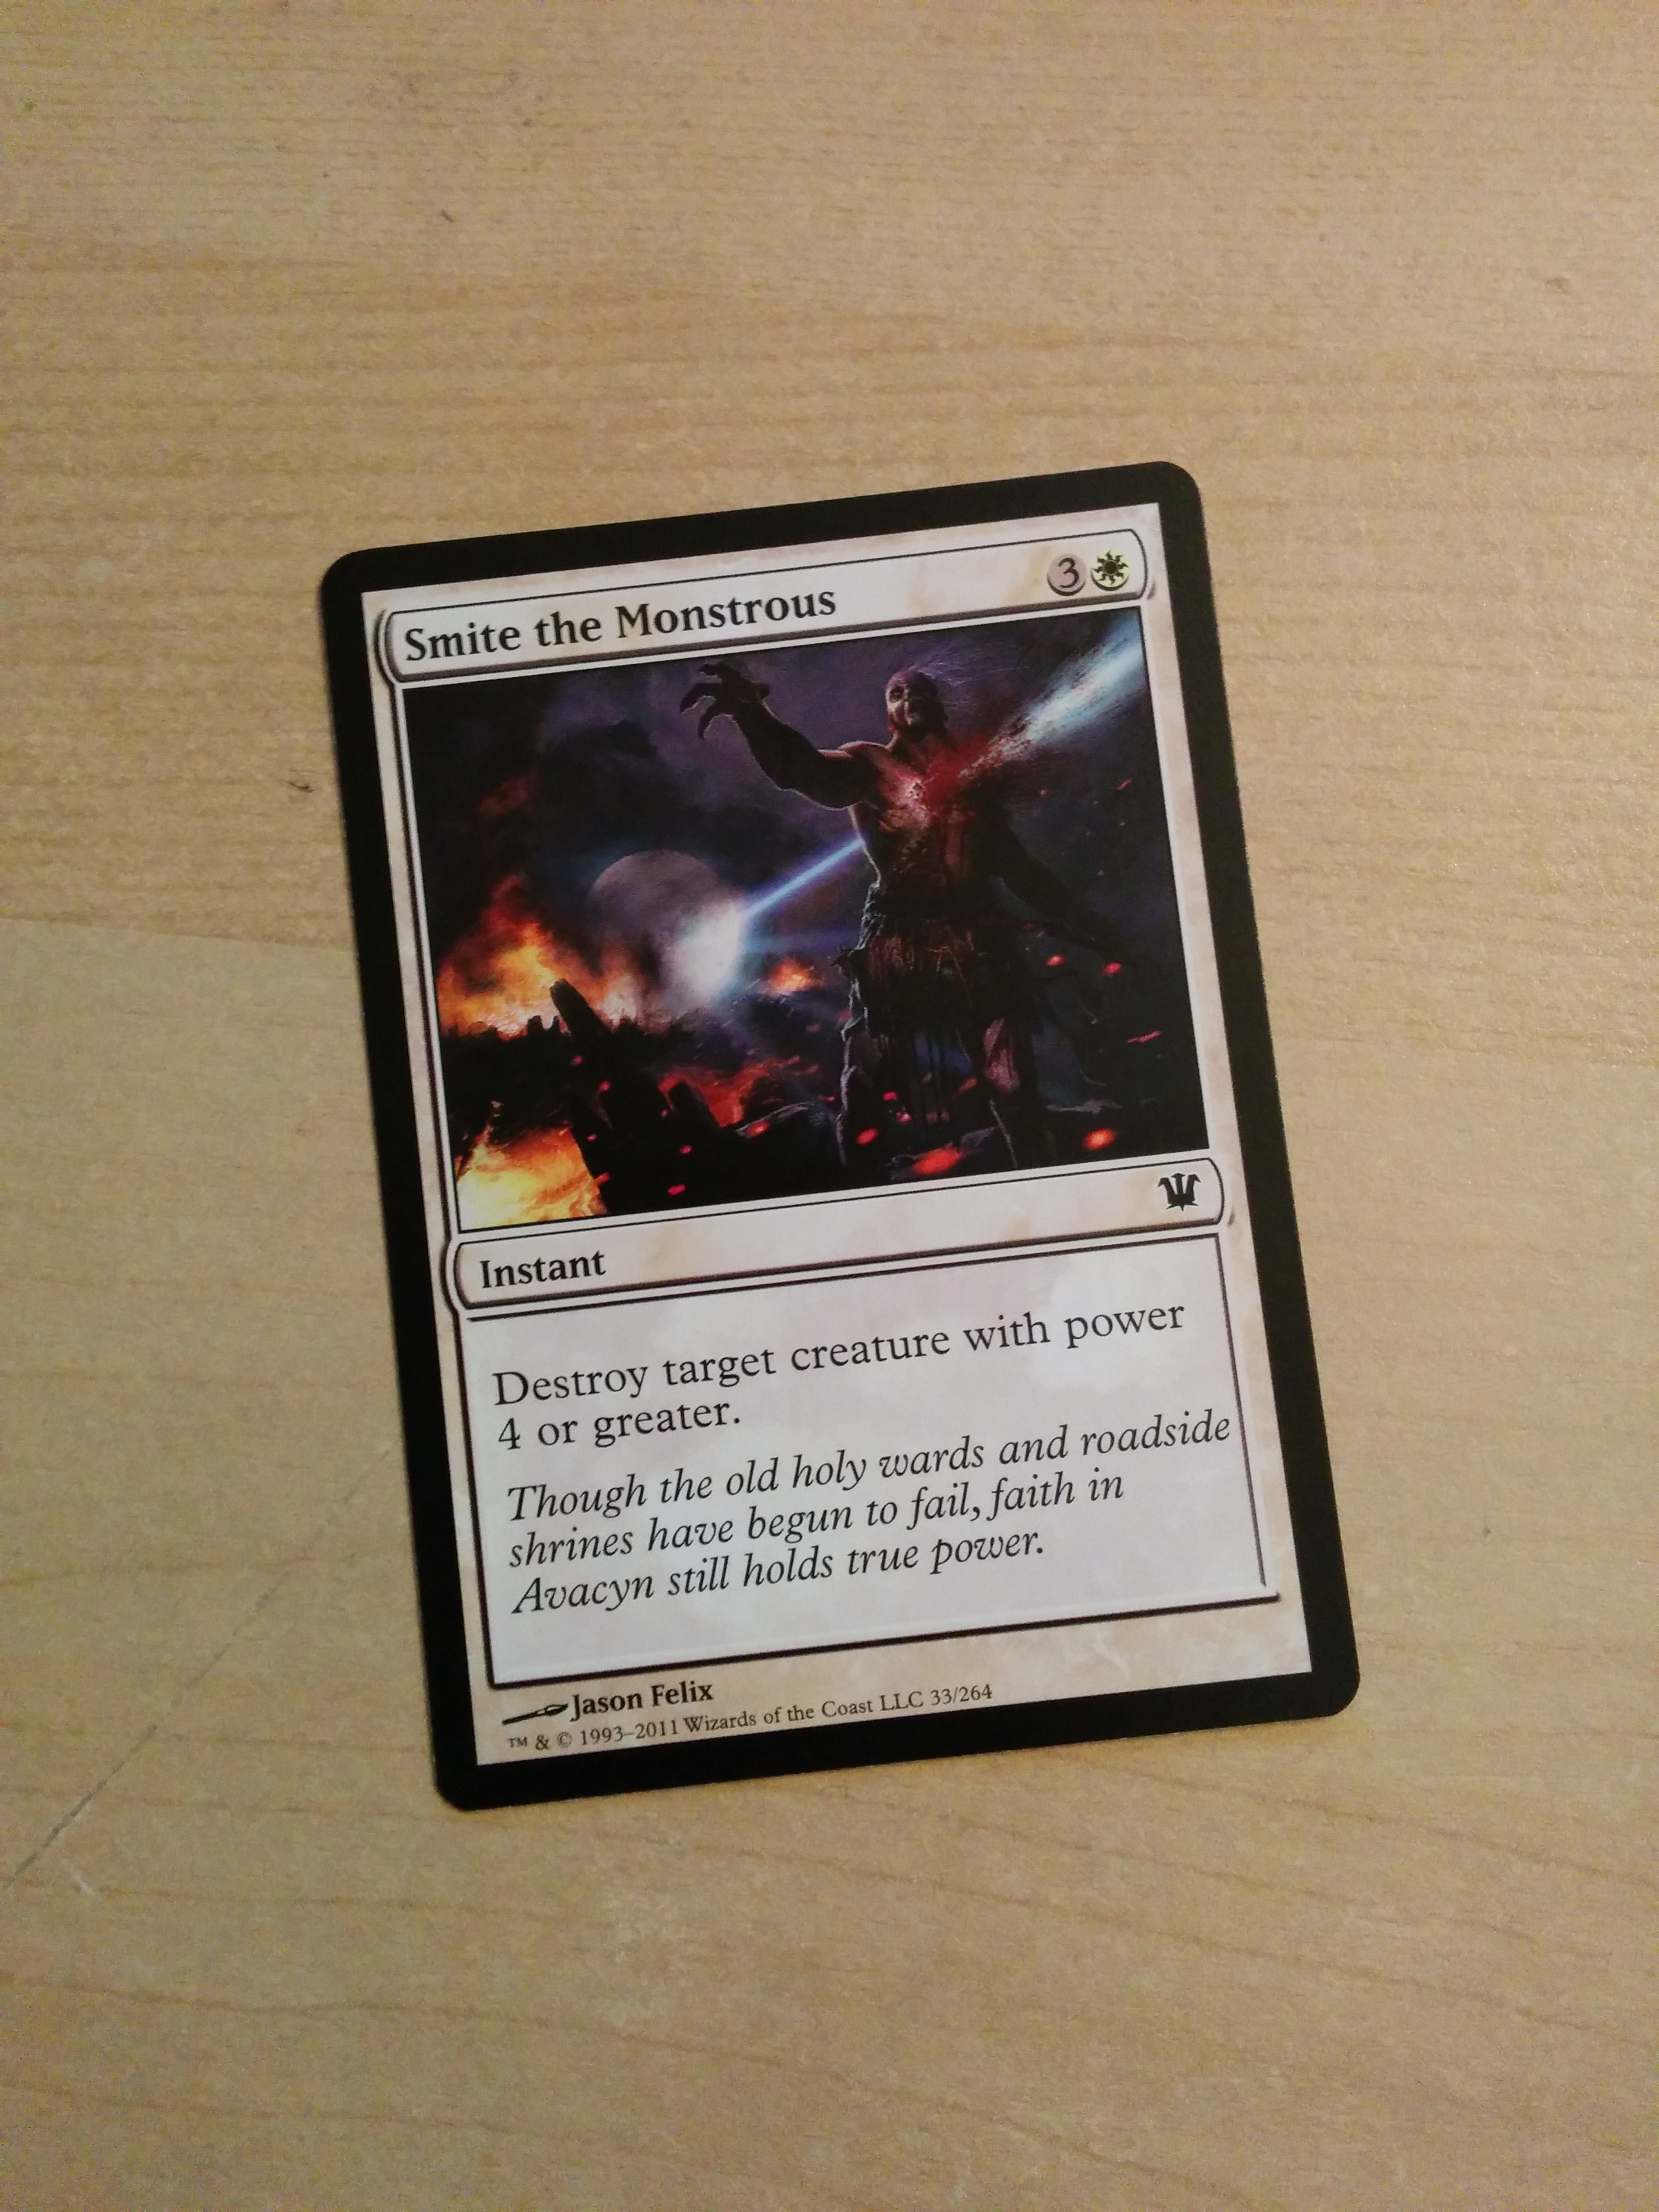 Smite the Monstrous 3
Instant
Destroy target creature with power
4 or greater.
Though the old holy wards and roadside
shrines have begun to fail, faith in
Avacyn still holds true power.
Jason Felix
™ & © 1993–2011 Wizards of the Coast LLC 33/264